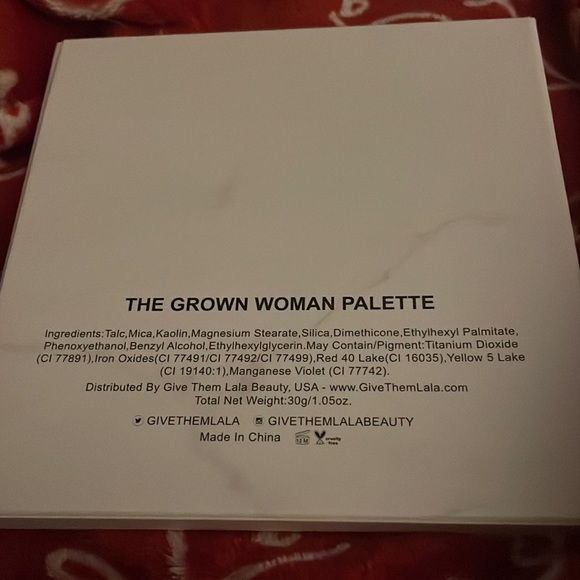 THE GROWN WOMAN PALETTE
Ingredients:Talc,Mica,Kaolin,Magnesium Stearate,Silica,Dimethicone,Ethylhexyl Palmitate,
Phenoxyethanol,Benzyl Alcohol,Ethylhexylglycerin.May Contain/Pigment:Titanium Dioxide
(CI 77891),Iron Oxides(CI 77491/CI 77492/CI 77499),Red 40 Lake(CI 16035),Yellow 5 Lake
(CI 19140:1),Manganese Violet (CI 77742).
Distributed By Give Them Lala Beauty, USA - www.GiveThemLala.com
Total Net Weight:30g/1.05oz.
GIVETHEMLALA GIVETHEMLALABEAUTY
Made In China 12 M cruelty free